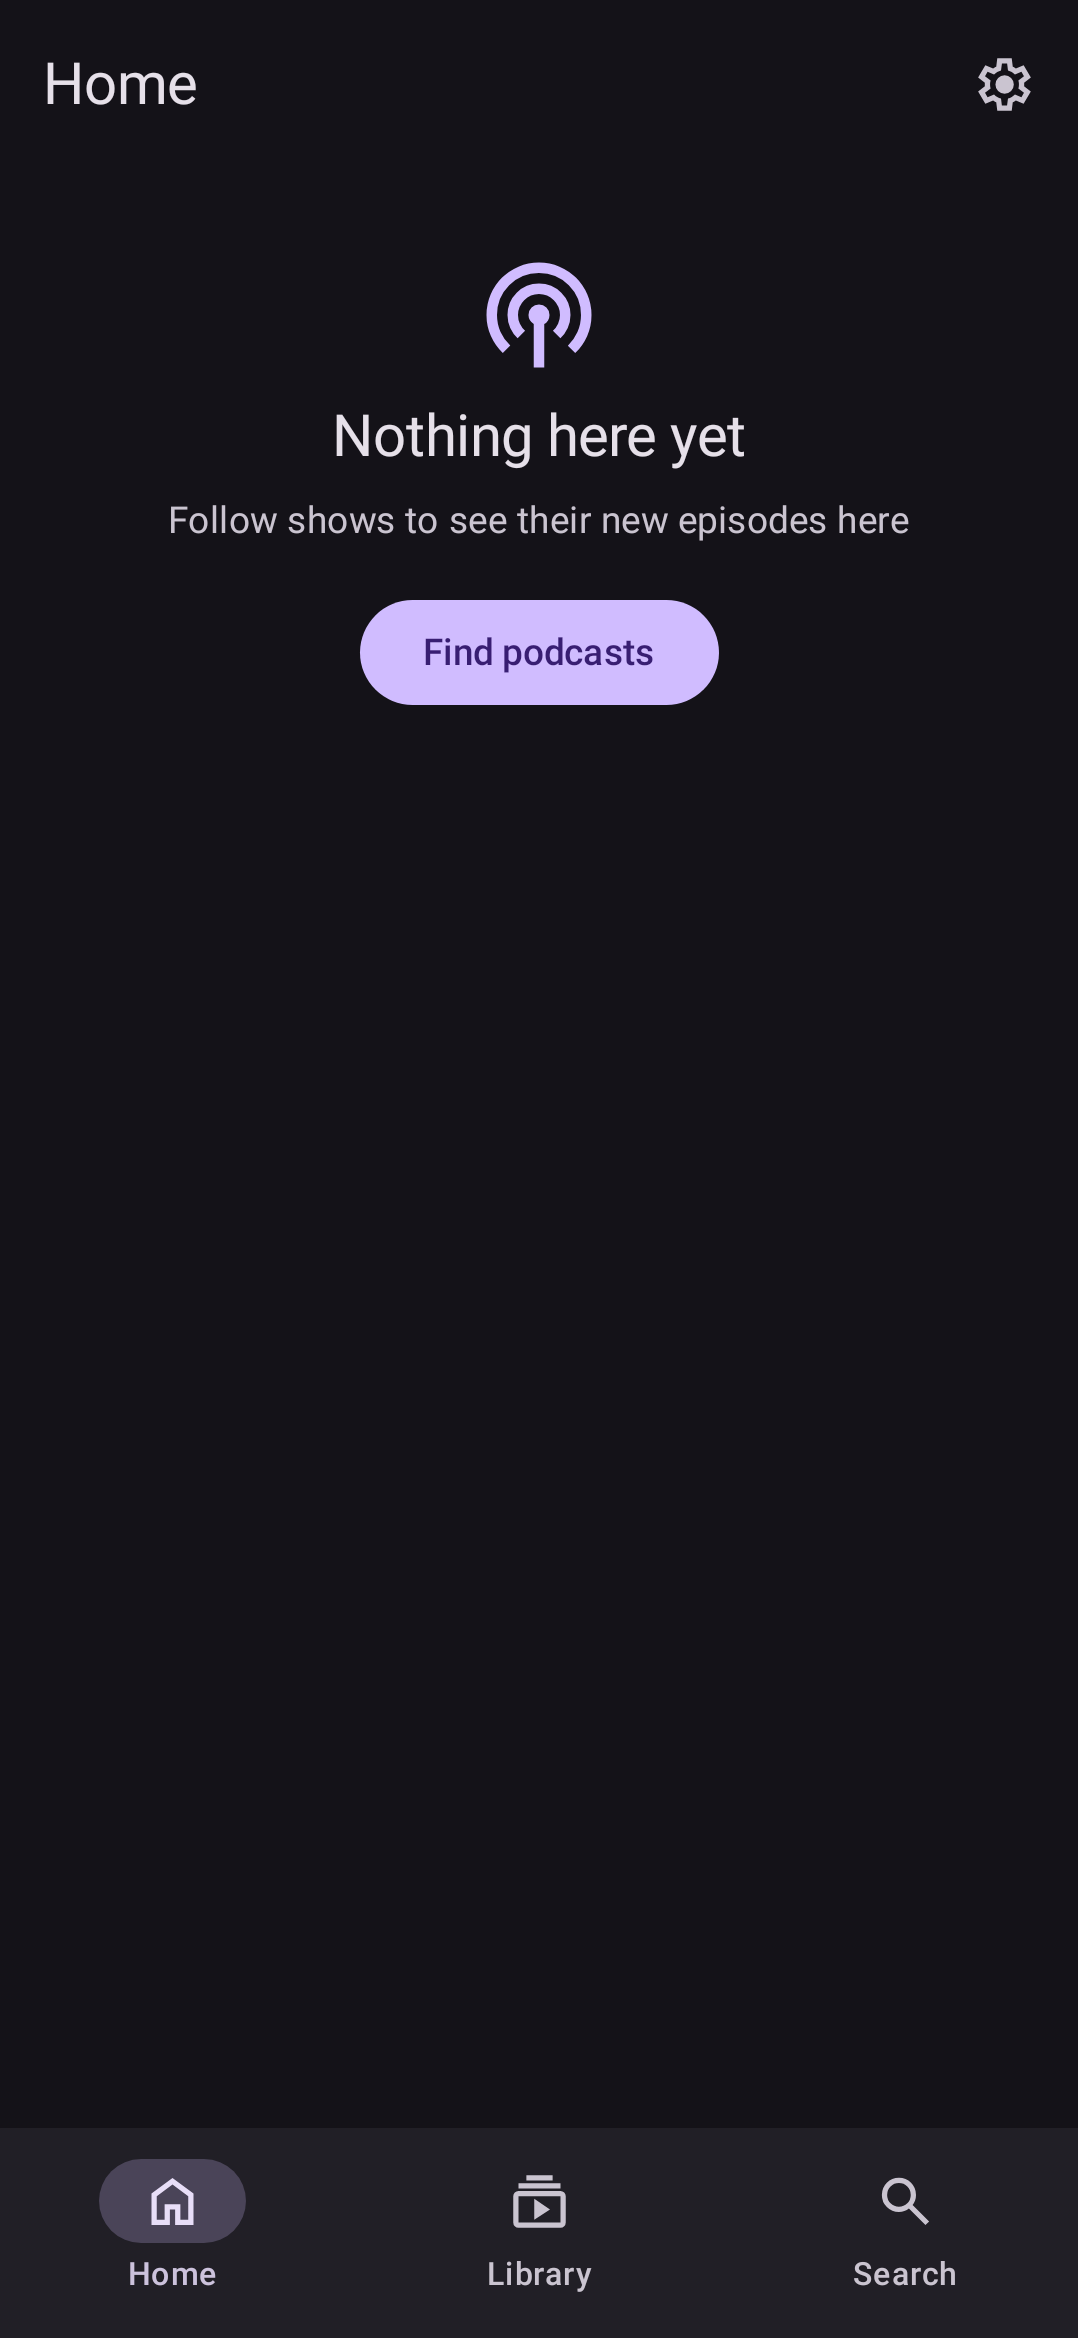 Home
Nothing here yet
Follow shows to see their new episodes here
Find podcasts
Home
Library
Search